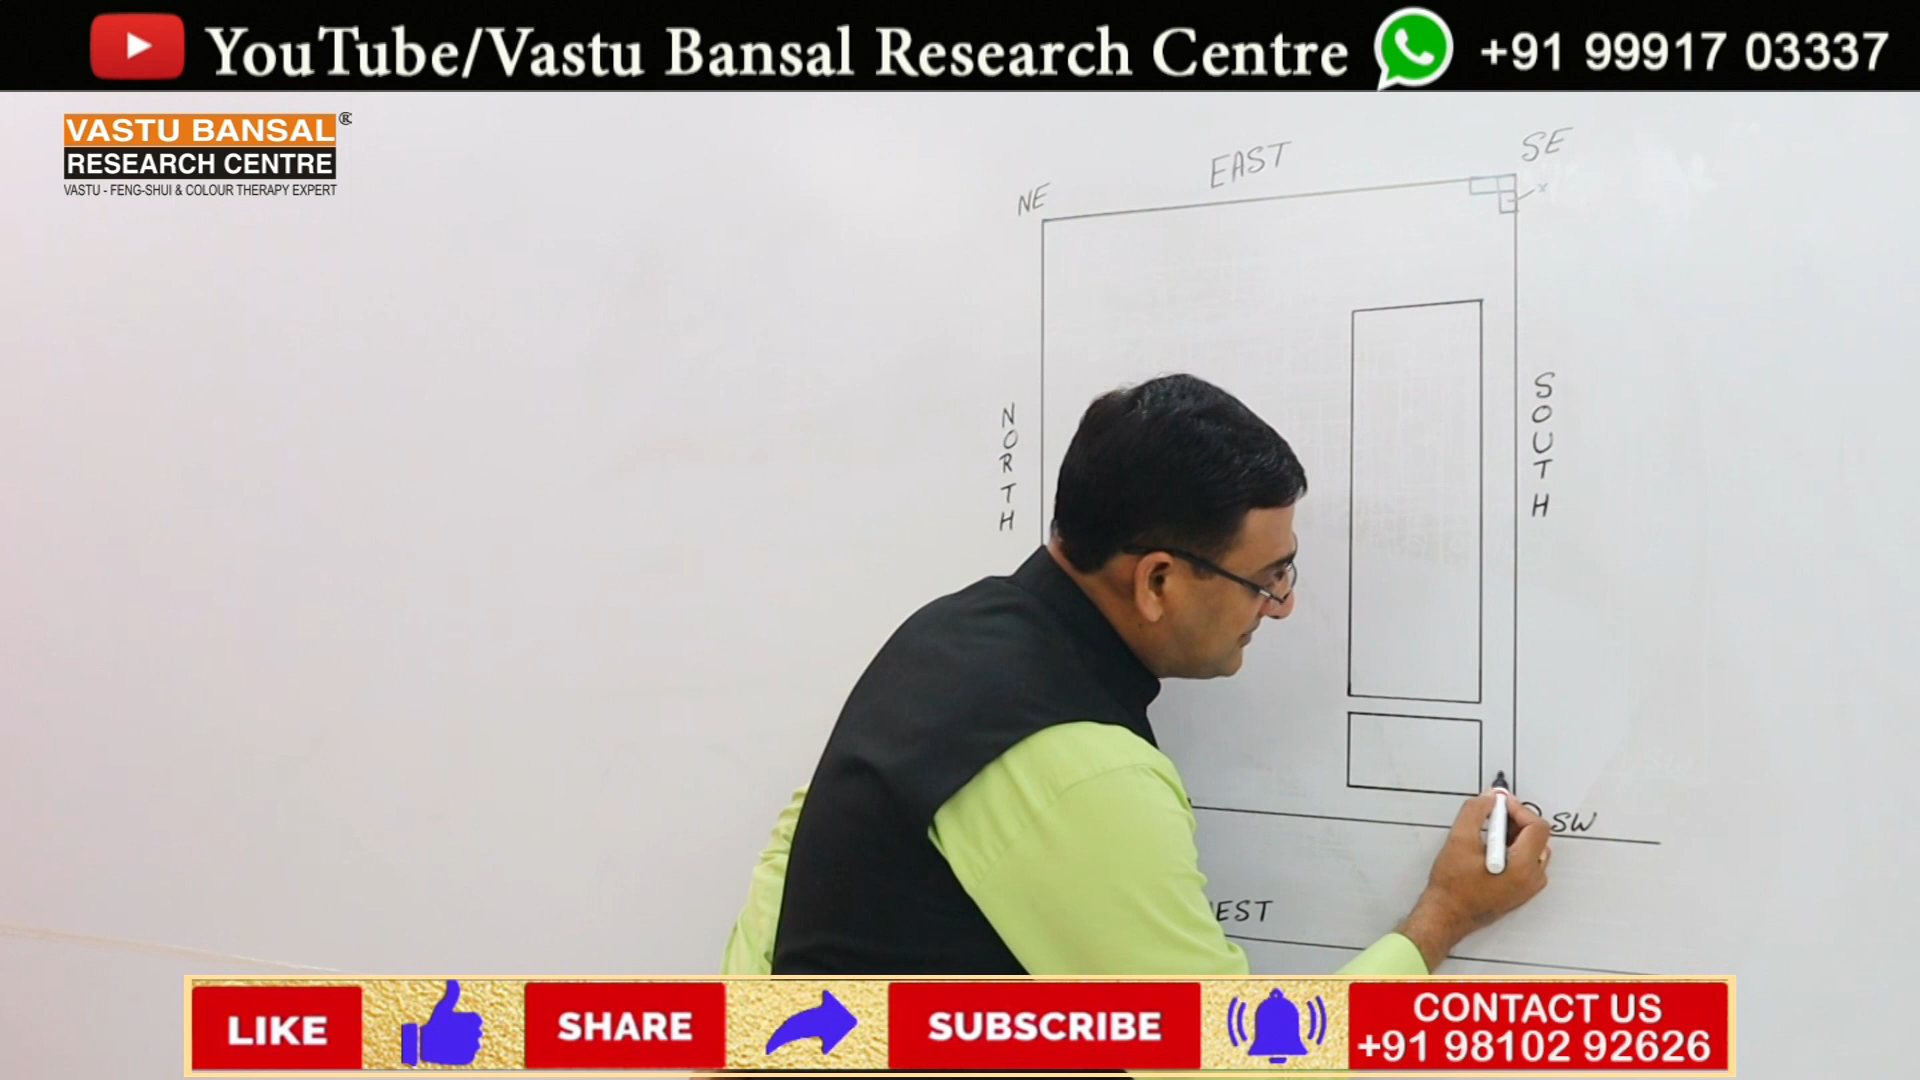 YouTube/Vastu Bansal Research Centre +91 99917 03337
VASTU BANSAL®
RESEARCH CENTRE
VASTU - FENG-SHUI & COLOUR THERAPY EXPERT
NE
EAST
SE
x
NORTH
SOUTH
SW
EST
LIKE
SHARE
SUBSCRIBE
CONTACT US
+91 98102 92626